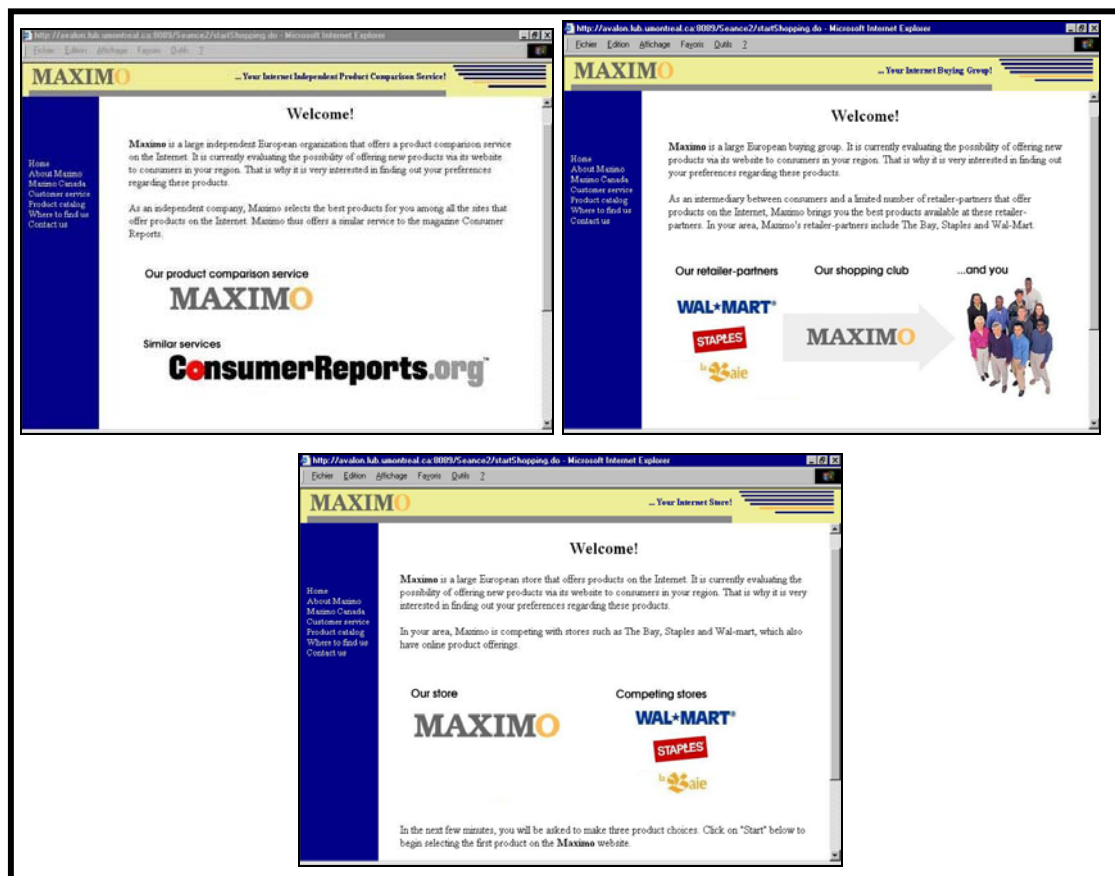 http://avalon.lub.umontreal.ca:8089/Seance2/startShopping.do - Microsoft Internet Explorer
Fichier Edition Affichage Favoris Outils ?
MAXIMO
... Your Internet Independent Product Comparison Service!
Welcome!
Home
About Maximo
Maximo Canada
Customer service
Product catalog
Where to find us
Contact us
Maximo is a large independent European organization that offers a product comparison service
on the Internet. It is currently evaluating the possibility of offering new products via its website
to consumers in your region. That is why it is very interested in finding out your preferences
regarding these products.
As an independent company, Maximo selects the best products for you among all the sites that
offer products on the Internet. Maximo thus offers a similar service to the magazine Consumer
Reports.
Our product comparison service
MAXIMO
Similar services
ConsumerReports.org™
http://avalon.lub.umontreal.ca:8089/Seance2/startShopping.do - Microsoft Internet Explorer
Fichier Edition Affichage Favoris Outils ?
MAXIMO
... Your Internet Buying Group!
Welcome!
Home
About Maximo
Maximo Canada
Customer service
Product catalog
Where to find us
Contact us
Maximo is a large European buying group. It is currently evaluating the possibility of offering new
products via its website to consumers in your region. That is why it is very interested in finding out
your preferences regarding these products.
As an intermediary between consumers and a limited number of retailer-partners that offer
products on the Internet, Maximo brings you the best products available at these retailer-
partners. In your area, Maximo's retailer-partners include The Bay, Staples and Wal-Mart.
Our retailer-partners
Our shopping club
...and you
WAL★MART®
STAPLES
la Baie
MAXIMO
http://avalon.lub.umontreal.ca:8089/Seance2/startShopping.do - Microsoft Internet Explorer
Fichier Edition Affichage Favoris Outils ?
MAXIMO
... Your Internet Store!
Welcome!
Home
About Maximo
Maximo Canada
Customer service
Product catalog
Where to find us
Contact us
Maximo is a large European store that offers products on the Internet. It is currently evaluating the
possibility of offering new products via its website to consumers in your region. That is why it is very
interested in finding out your preferences regarding these products.
In your area, Maximo is competing with stores such as The Bay, Staples and Wal-mart, which also
have online product offerings.
Our store
MAXIMO
Competing stores
WAL★MART®
STAPLES
la Baie
In the next few minutes, you will be asked to make three product choices. Click on "Start" below to
begin selecting the first product on the Maximo website.